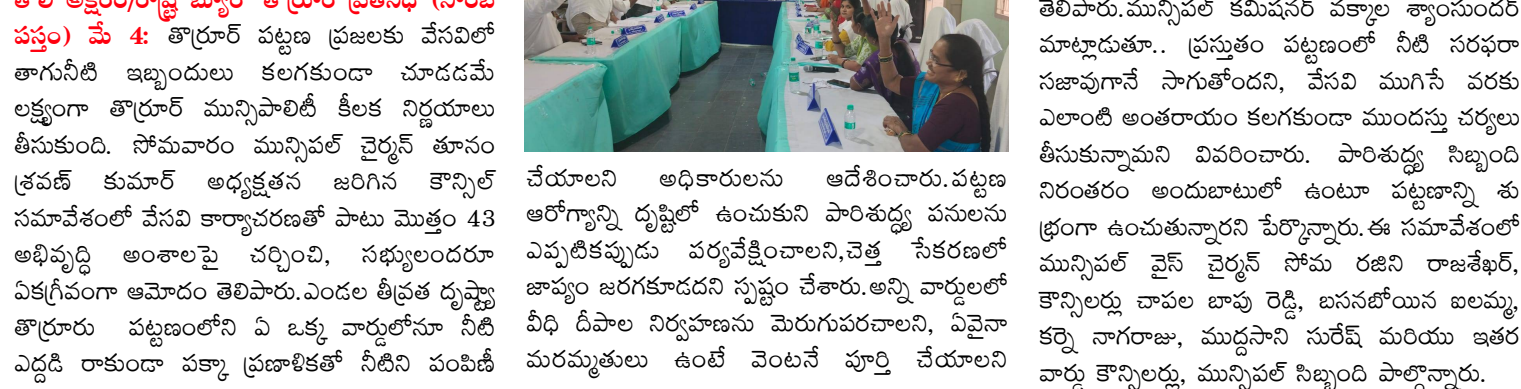 తొలి అక్షరం/రాష్ట్ర బ్యూరో తొర్రూర్ ప్రతినిధి (నారబో
పస్తం) మే 4: తొర్రూర్ పట్టణ ప్రజలకు వేసవిలో
తాగునీటి ఇబ్బందులు కలగకుండా చూడడమే
లక్ష్యంగా తొర్రూర్ మున్సిపాలిటీ కీలక నిర్ణయాలు
తీసుకుంది. సోమవారం మున్సిపల్ చైర్మన్ తూనం
శ్రవణ్ కుమార్ అధ్యక్షతన జరిగిన కౌన్సిల్
సమావేశంలో వేసవి కార్యాచరణతో పాటు మొత్తం 43
అభివృద్ధి అంశాలపై చర్చించి, సభ్యులందరూ
ఏకగ్రీవంగా ఆమోదం తెలిపారు.ఎండల తీవ్రత దృష్ట్యా
తొర్రూరు పట్టణంలోని ఏ ఒక్క వార్డులోనూ నీటి
ఎద్దడి రాకుండా పక్కా ప్రణాళికతో నీటిని పంపిణీ
చేయాలని అధికారులను ఆదేశించారు.పట్టణ
ఆరోగ్యాన్ని దృష్టిలో ఉంచుకుని పారిశుద్ధ్య పనులను
ఎప్పటికప్పుడు పర్యవేక్షించాలని,చెత్త సేకరణలో
జాప్యం జరగకూడదని స్పష్టం చేశారు.అన్ని వార్డులలో
వీధి దీపాల నిర్వహణను మెరుగుపరచాలని, ఏవైనా
మరమ్మతులు ఉంటే వెంటనే పూర్తి చేయాలని
తెలిపారు.మున్సిపల్ కమిషనర్ వక్కాల శ్యాంసుందర్
మాట్లాడుతూ.. ప్రస్తుతం పట్టణంలో నీటి సరఫరా
సజావుగానే సాగుతోందని, వేసవి ముగిసే వరకు
ఎలాంటి అంతరాయం కలగకుండా ముందస్తు చర్యలు
తీసుకున్నామని వివరించారు. పారిశుద్ధ్య సిబ్బంది
నిరంతరం అందుబాటులో ఉంటూ పట్టణాన్ని శు
భ్రంగా ఉంచుతున్నారని పేర్కొన్నారు.ఈ సమావేశంలో
మున్సిపల్ వైస్ చైర్మన్ సోమ రజిని రాజశేఖర్,
కౌన్సిలర్లు చాపల బాపు రెడ్డి, బసనబోయిన ఐలమ్మ,
కర్నె నాగరాజు, ముద్దసాని సురేష్ మరియు ఇతర
వార్డు కౌన్సిలర్లు, మున్సిపల్ సిబ్బంది పాల్గొన్నారు.